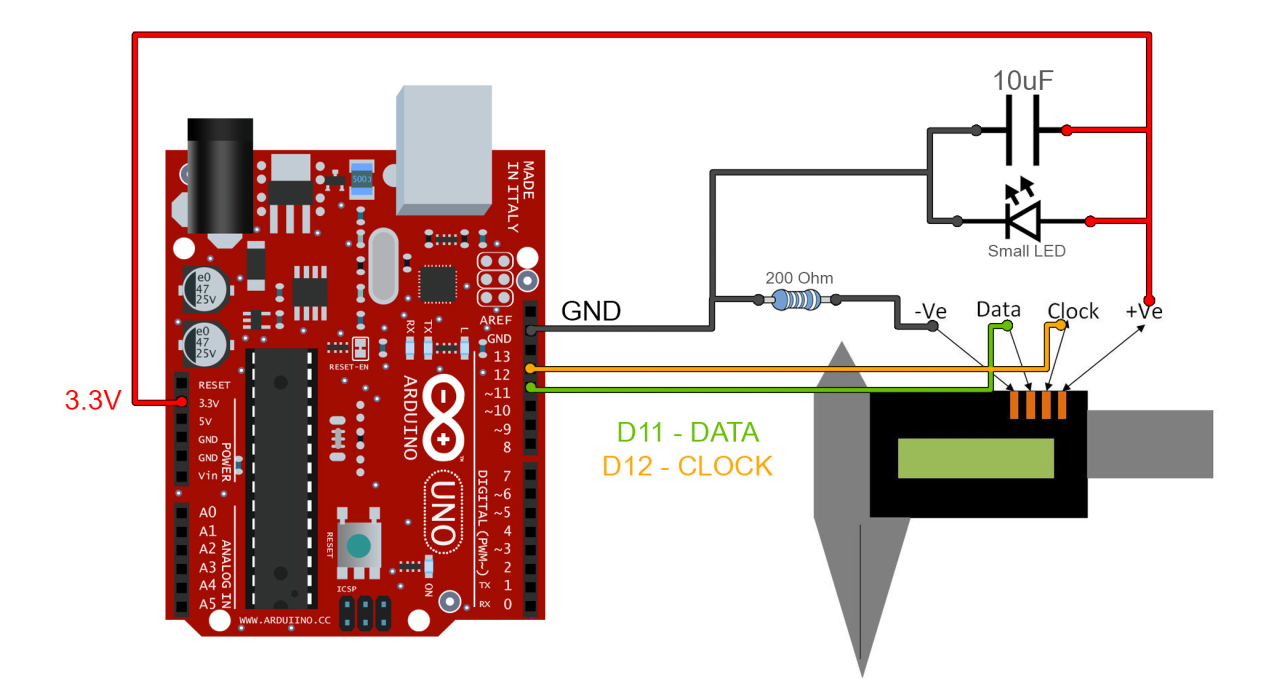 10uF
Small LED
200 Ohm
-Ve
Data
Clock
+Ve
GND
3.3V
D11 - DATA
D12 - CLOCK
MADE
IN ITALY
500C
e0
47
25V
e0
47
25V
RX
TX
L
RESET-EN
AREF
GND
13
12
~11
~10
~9
8
7
~6
~5
4
~3
2
TX 1
RX 0
DIGITAL (PWM~)
ARDUINO
TM
UNO
RESET
3.3V
5V
GND
GND
Vin
POWER
A0
A1
A2
A3
A4
A5
ANALOG IN
RESET
ICSP
ON
WWW.ARDUIINO.CC